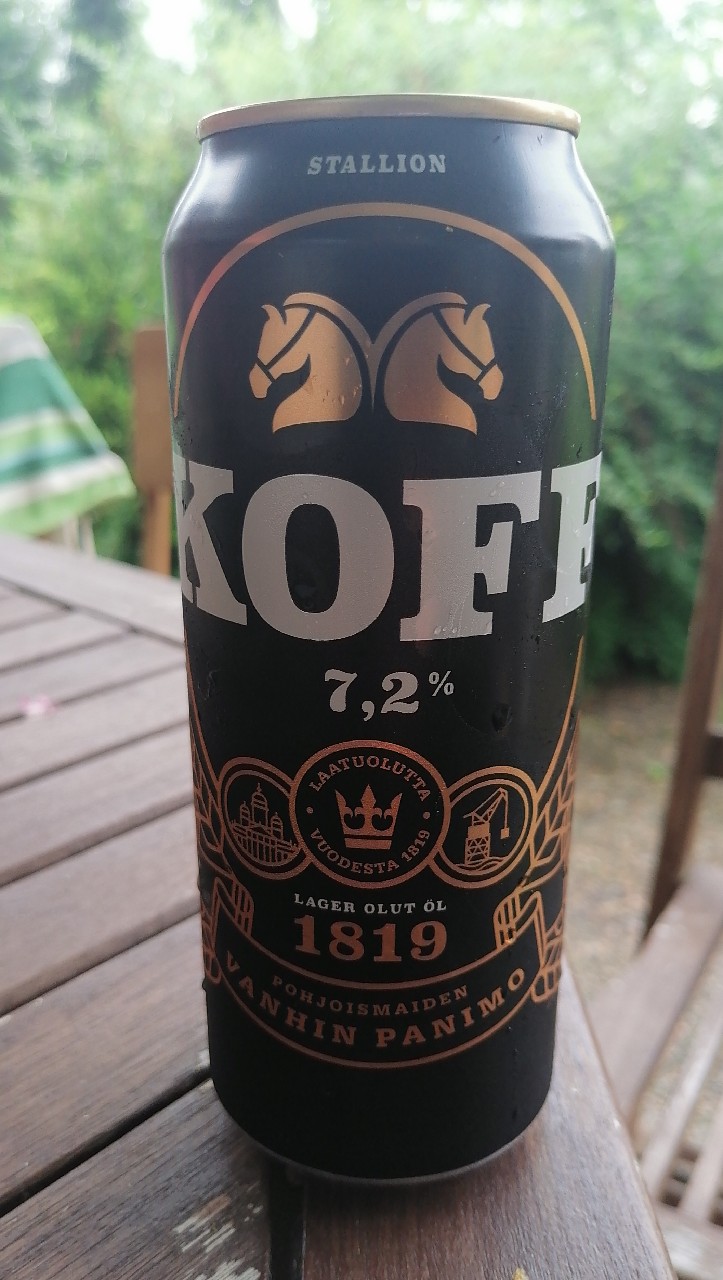 STALLION
KOFF
7,2%
LAATUOLUTTA
VUODESTA 1819
LAGER OLUT ÖL
1819
POHJOISMAIDEN
VANHIN PANIMO